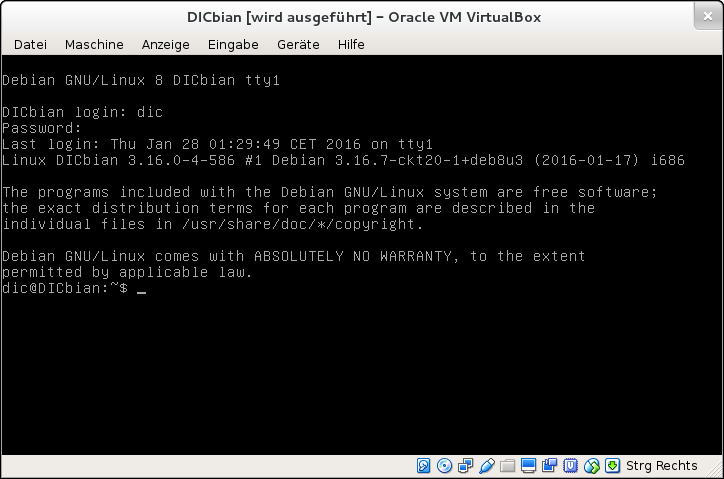 DICbian [wird ausgeführt] – Oracle VM VirtualBox
Datei Maschine Anzeige Eingabe Geräte Hilfe
Debian GNU/Linux 8 DICbian tty1
DICbian login: dic
Password:
Last login: Thu Jan 28 01:29:49 CET 2016 on tty1
Linux DICbian 3.16.0-4-586 #1 Debian 3.16.7-ckt20-1+deb8u3 (2016-01-17) i686
The programs included with the Debian GNU/Linux system are free software;
the exact distribution terms for each program are described in the
individual files in /usr/share/doc/*/copyright.
Debian GNU/Linux comes with ABSOLUTELY NO WARRANTY, to the extent
permitted by applicable law.
dic@DICbian:~$ _
Strg Rechts